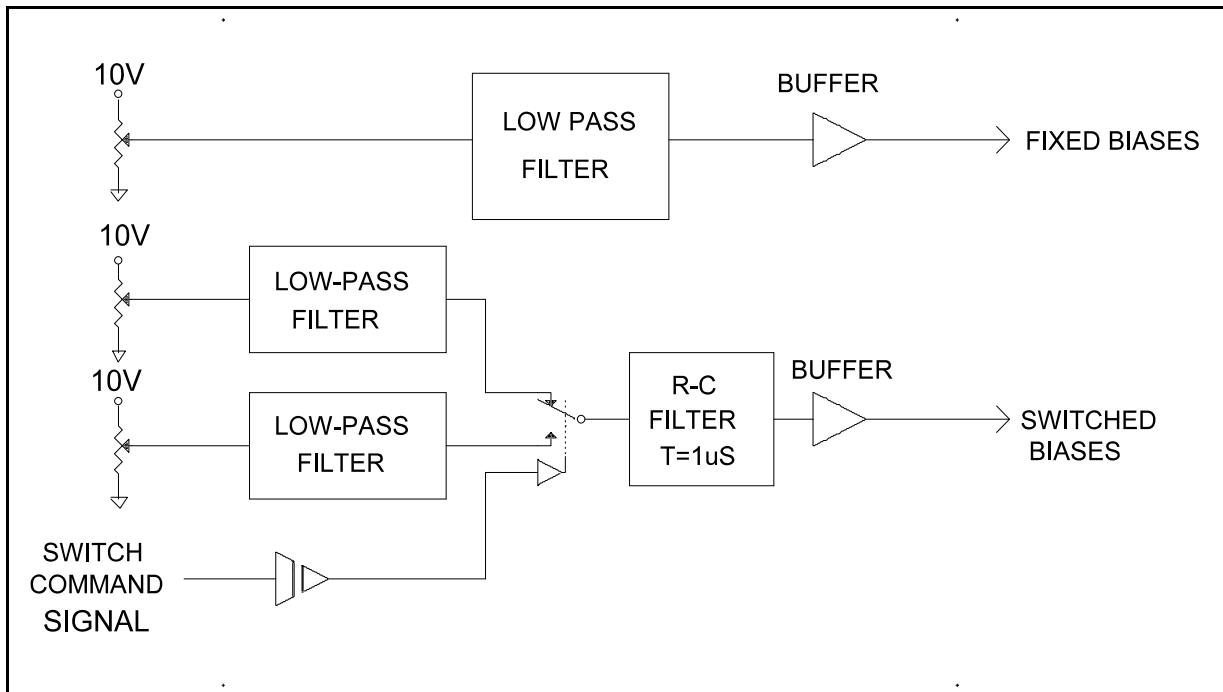 10V
LOW PASS
FILTER
BUFFER
FIXED BIASES
10V
LOW-PASS
FILTER
10V
LOW-PASS
FILTER
R-C
FILTER
T=1uS
BUFFER
SWITCHED
BIASES
SWITCH
COMMAND
SIGNAL